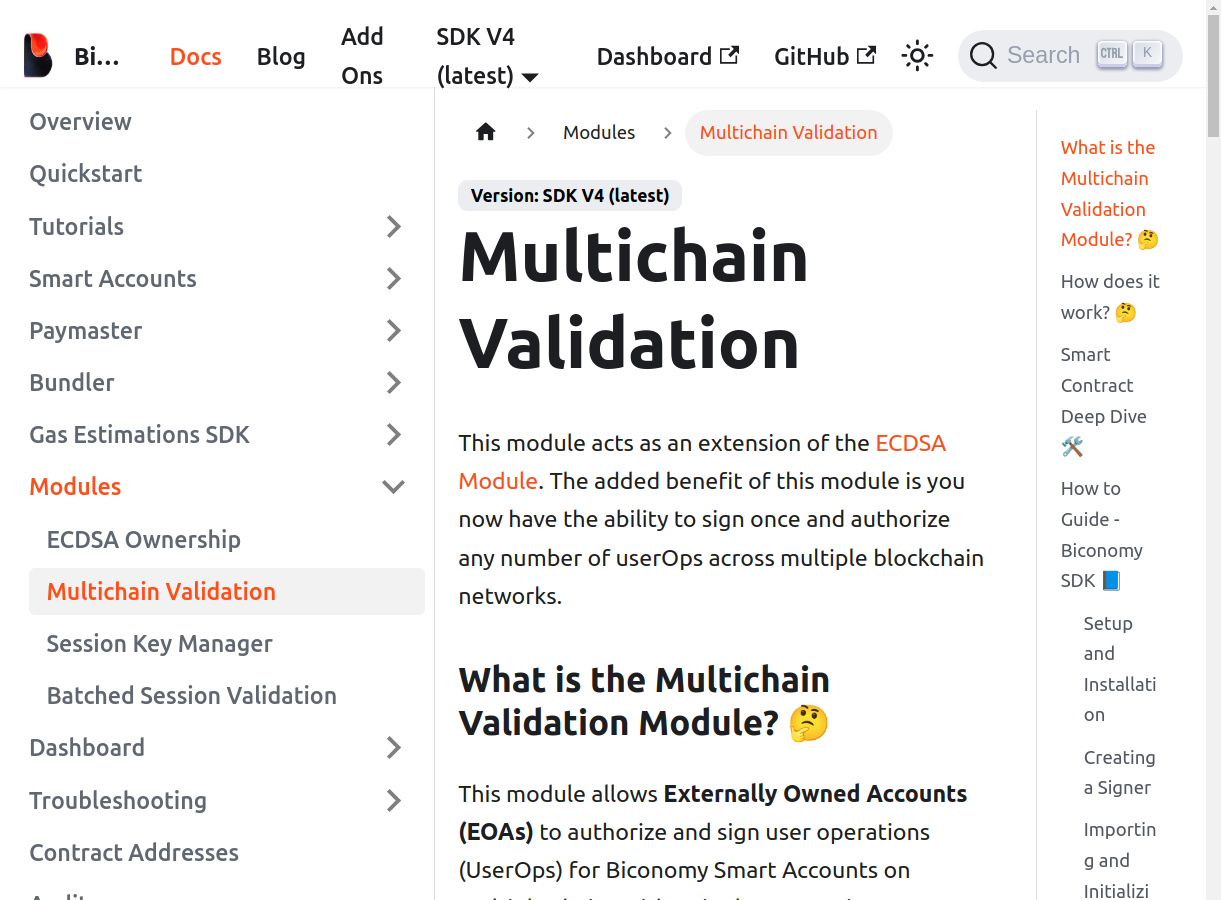 Bi...
Docs
Blog
Add
Ons
SDK V4
(latest)
Dashboard
GitHub
Search
CTRL
K
Overview
Quickstart
Tutorials
Smart Accounts
Paymaster
Bundler
Gas Estimations SDK
Modules
ECDSA Ownership
Multichain Validation
Session Key Manager
Batched Session Validation
Dashboard
Troubleshooting
Contract Addresses
Modules
Multichain Validation
Version: SDK V4 (latest)
Multichain
Validation
This module acts as an extension of the ECDSA
Module. The added benefit of this module is you
now have the ability to sign once and authorize
any number of userOps across multiple blockchain
networks.
What is the Multichain
Validation Module? 🤔
This module allows Externally Owned Accounts
(EOAs) to authorize and sign user operations
(UserOps) for Biconomy Smart Accounts on
What is the
Multichain
Validation
Module? 🤔
How does it
work? 🤔
Smart
Contract
Deep Dive
🛠️
How to
Guide -
Biconomy
SDK 📘
Setup
and
Installati
on
Creating
a Signer
Importin
g and
Initializi